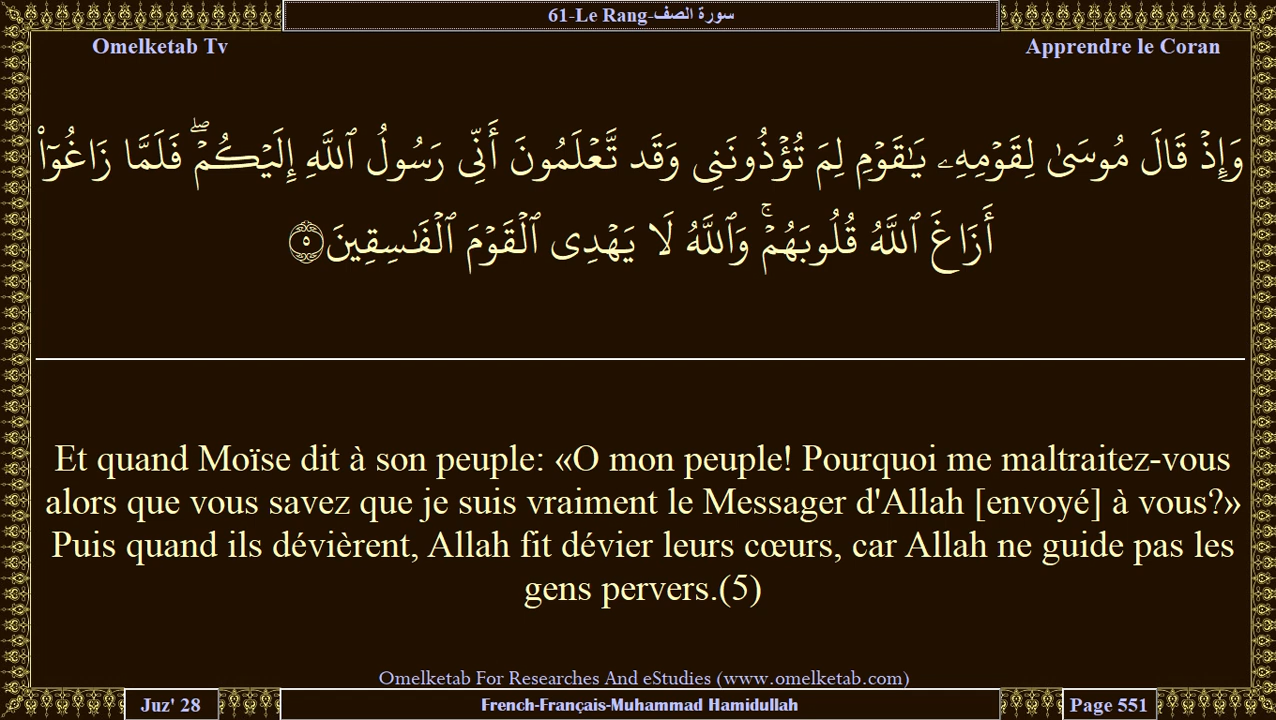 61-Le Rang-سورة الصف
Omelketab Tv
Apprendre le Coran
وَإِذۡ قَالَ مُوسَىٰ لِقَوۡمِهِۦ يَٰقَوۡمِ لِمَ تُؤۡذُونَنِي وَقَد تَّعۡلَمُونَ أَنِّي رَسُولُ ٱللَّهِ إِلَيۡكُمۡۖ فَلَمَّا زَاغُوٓاْ
أَزَاغَ ٱللَّهُ قُلُوبَهُمۡۚ وَٱللَّهُ لَا يَهۡدِي ٱلۡقَوۡمَ ٱلۡفَٰسِقِينَ ٥
Et quand Moïse dit à son peuple: «O mon peuple! Pourquoi me maltraitez-vous
alors que vous savez que je suis vraiment le Messager d'Allah [envoyé] à vous?»
Puis quand ils dévièrent, Allah fit dévier leurs cœurs, car Allah ne guide pas les
gens pervers.(5)
Omelketab For Researches And eStudies (www.omelketab.com)
Juz' 28
French-Français-Muhammad Hamidullah
Page 551